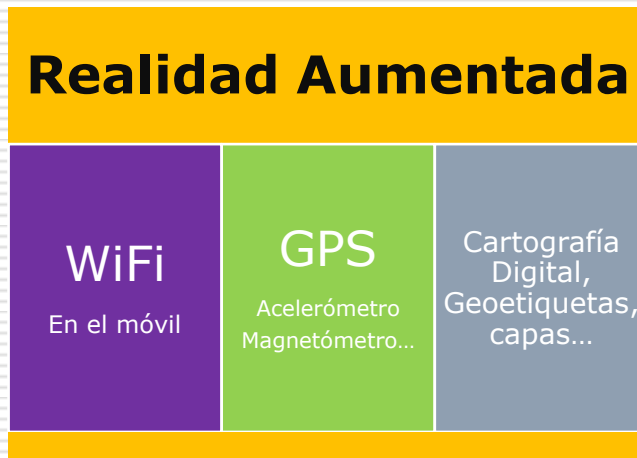 Realidad Aumentada
WiFi
En el móvil
GPS
Acelerómetro
Magnetómetro...
Cartografía
Digital,
Geoetiquetas,
capas...